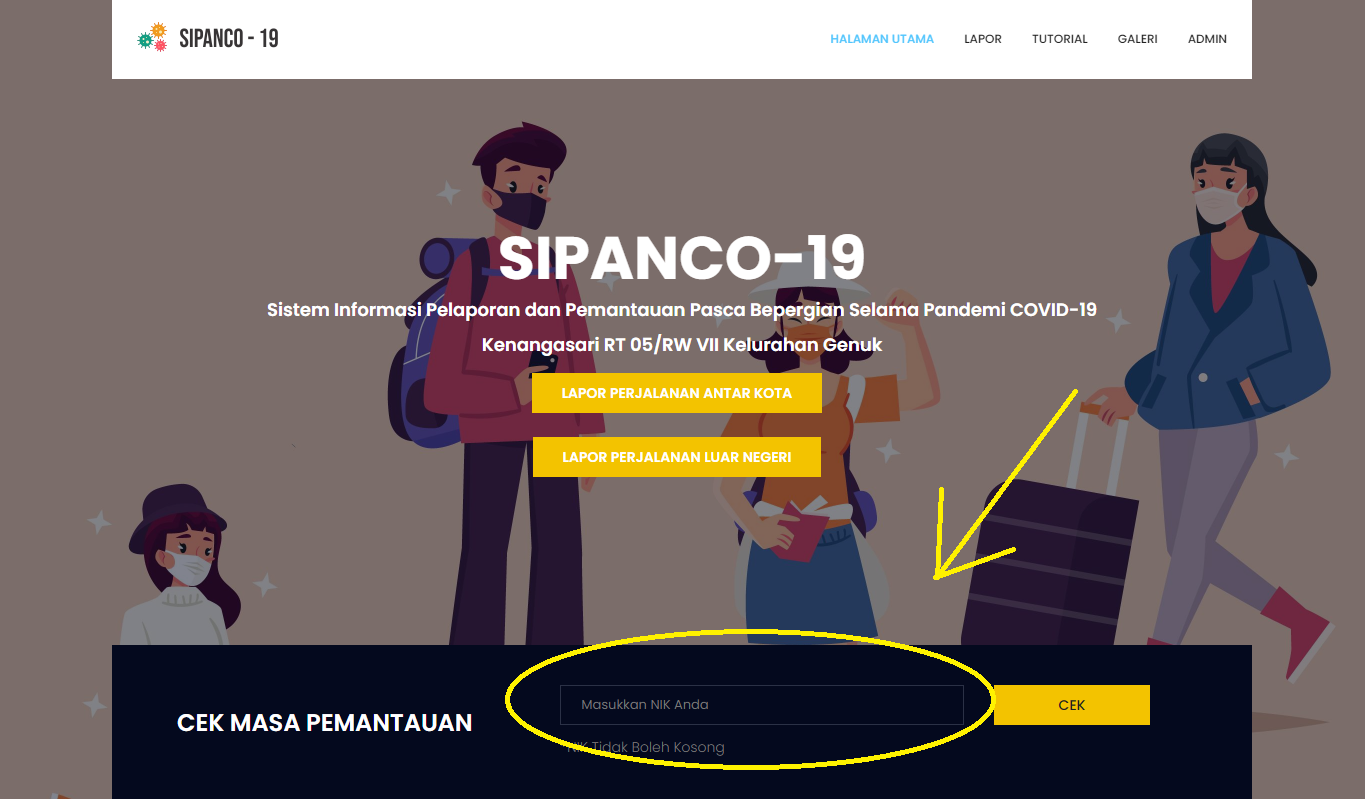 SIPANCO - 19
HALAMAN UTAMA
LAPOR
TUTORIAL
GALERI
ADMIN
SIPANCO-19
Sistem Informasi Pelaporan dan Pemantauan Pasca Bepergian Selama Pandemi COVID-19
Kenangasari RT 05/RW VII Kelurahan Genuk
LAPOR PERJALANAN ANTAR KOTA
LAPOR PERJALANAN LUAR NEGERI
CEK MASA PEMANTAUAN
Masukkan NIK Anda
CEK
NIK Tidak Boleh Kosong